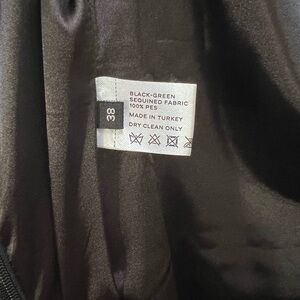 BLACK-GREEN
SEQUINED FABRIC
100% PES
MADE IN TURKEY
DRY CLEAN ONLY
38